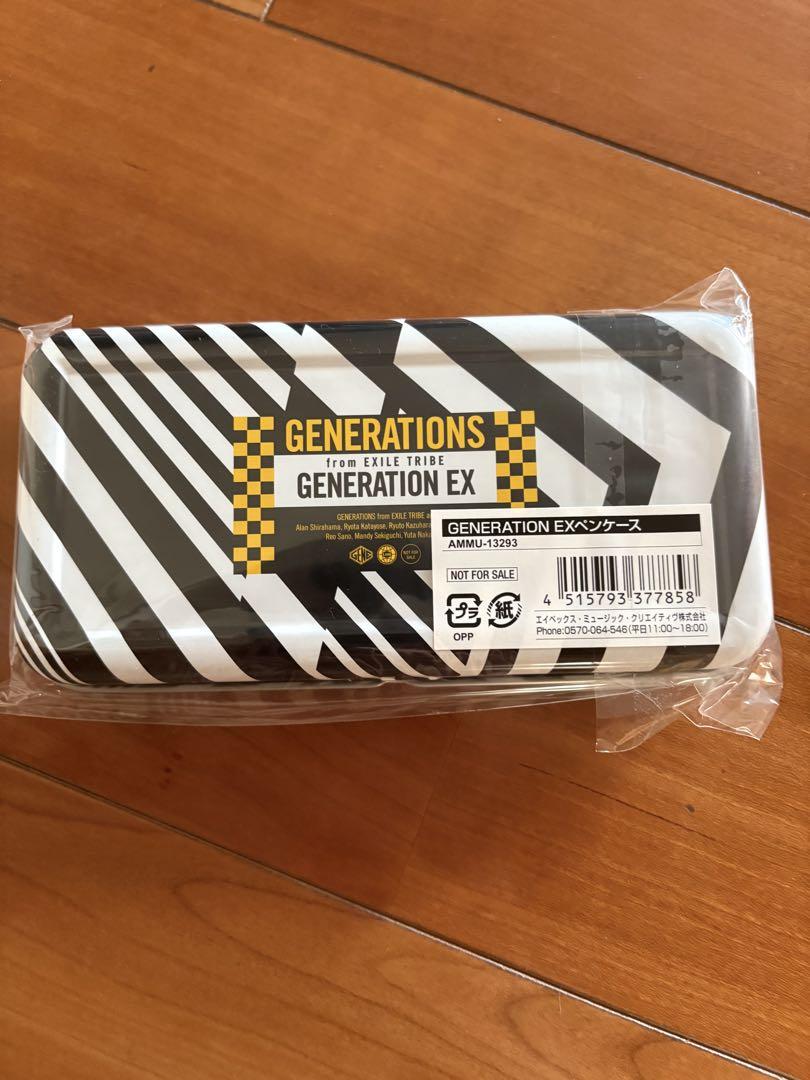 GENERATIONS
from EXILE TRIBE
GENERATION EX
GENERATIONS from EXILE TRIBE
Alan Shirahama, Ryota Katayose, Ryuto Kazuhara
Reo Sano, Mandy Sekiguchi, Yuta
GENE
NOT FOR SALE
GENERATION EXペンケース
AMMU-13293
NOT FOR SALE
4 515793 377858
プラ
紙
OPP
エイベックス・ミュージック・クリエイティヴ株式会社
Phone:0570-064-546(平日11:00~18:00)